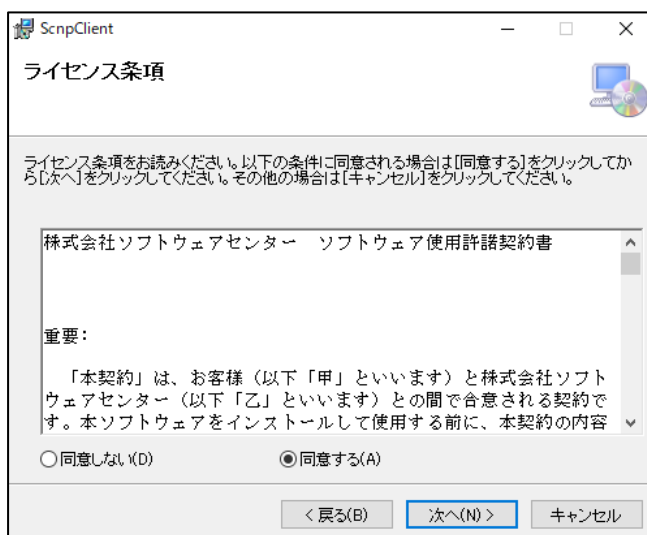 ScnpClient
ライセンス条項
ライセンス条項をお読みください。以下の条件に同意される場合は[同意する]をクリックしてか
ら[次へ]をクリックしてください。その他の場合は[キャンセル]をクリックしてください。
株式会社ソフトウェアセンター　ソフトウェア使用許諾契約書
重要：
「本契約」は、お客様（以下「甲」といいます）と株式会社ソフト
ウェアセンター（以下「乙」といいます）との間で合意される契約で
す。本ソフトウェアをインストールして使用する前に、本契約の内容
同意しない(D) 同意する(A)
< 戻る(B) 次へ(N) > キャンセル